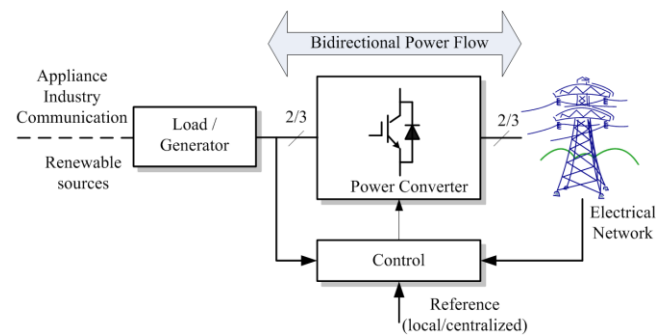 Bidirectional Power Flow
Appliance
Industry
Communication
Renewable
sources
Load /
Generator
2/3
Power Converter
2/3
Electrical
Network
Control
Reference
(local/centralized)